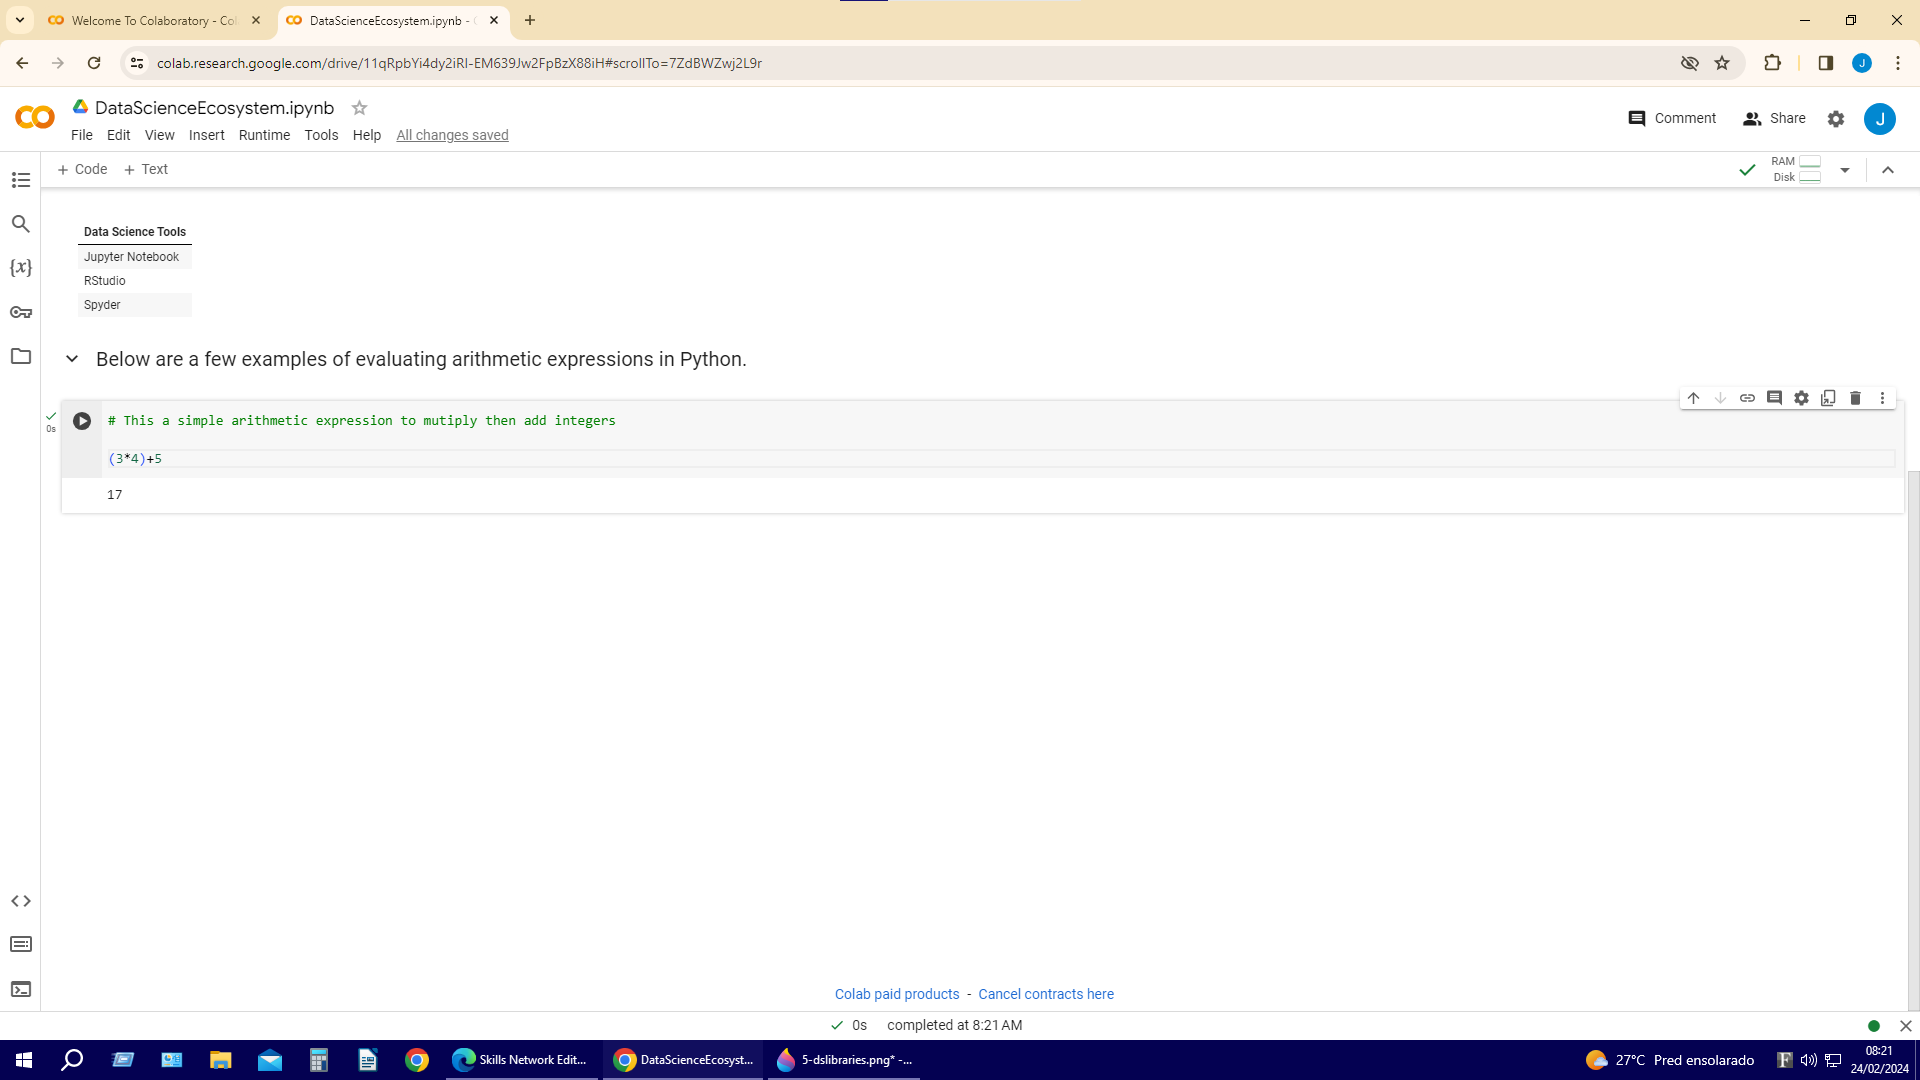 Welcome To Colaboratory - Col
DataScienceEcosystem.ipynb -
colab.research.google.com/drive/11qRpbYi4dy2iRI-EM639Jw2FpBzX88iH#scrollTo=7ZdBWZwj2L9r
J
DataScienceEcosystem.ipynb
File Edit View Insert Runtime Tools Help All changes saved
Comment Share J
+ Code + Text
RAM
Disk
Data Science Tools
Jupyter Notebook
RStudio
Spyder
{x}
Below are a few examples of evaluating arithmetic expressions in Python.
0s
# This a simple arithmetic expression to mutiply then add integers
(3*4)+5
17
Colab paid products - Cancel contracts here
0s completed at 8:21 AM
Skills Network Edit...
DataScienceEcosyst...
5-dslibraries.png* -...
27°C Pred ensolarado
F
08:21
24/02/2024